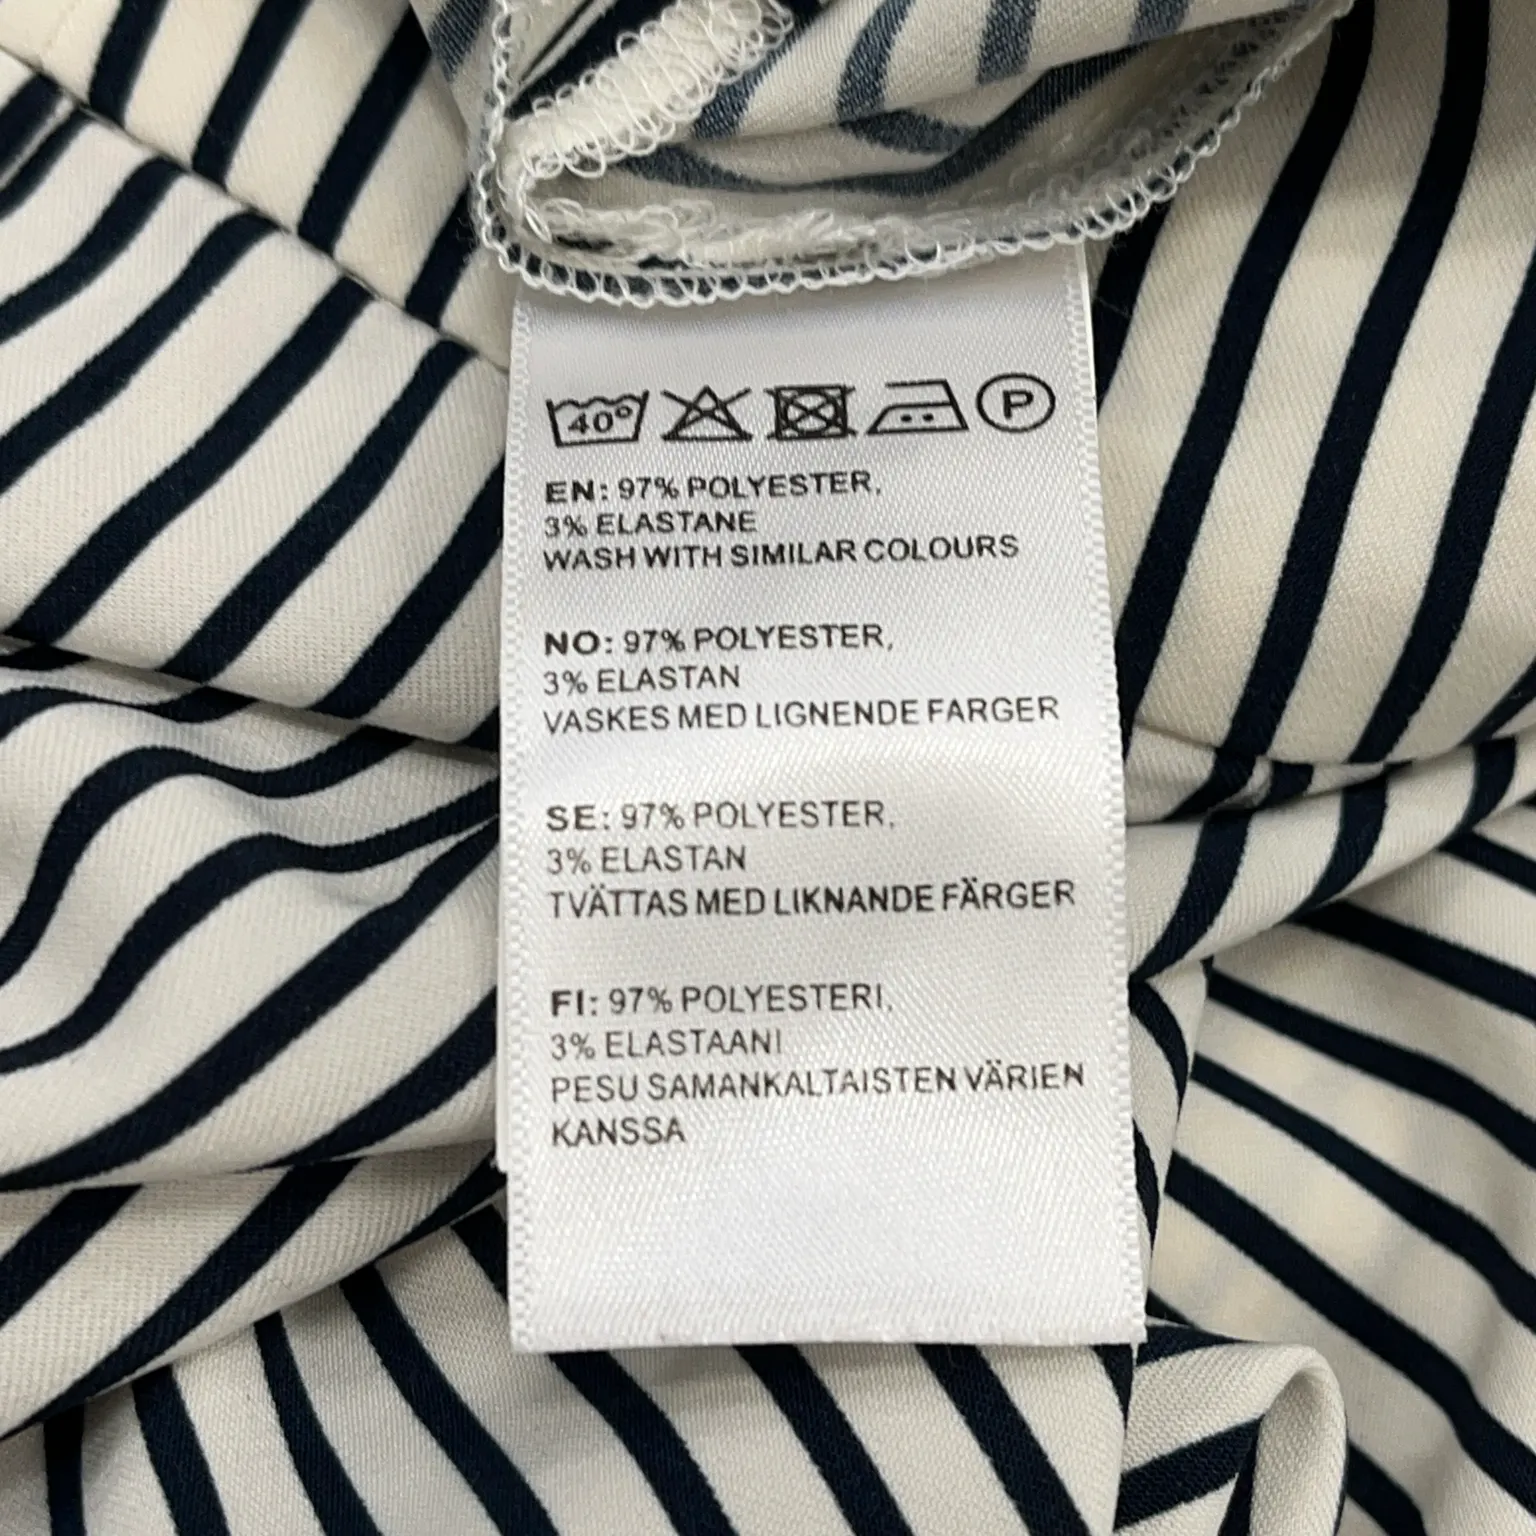 40° P
EN: 97% POLYESTER,
3% ELASTANE
WASH WITH SIMILAR COLOURS
NO: 97% POLYESTER,
3% ELASTAN
VASKES MED LIGNENDE FARGER
SE: 97% POLYESTER,
3% ELASTAN
TVÄTTAS MED LIKNANDE FÄRGER
FI: 97% POLYESTERI,
3% ELASTAANI
PESU SAMANKALTAISTEN VÄRIEN
KANSSA